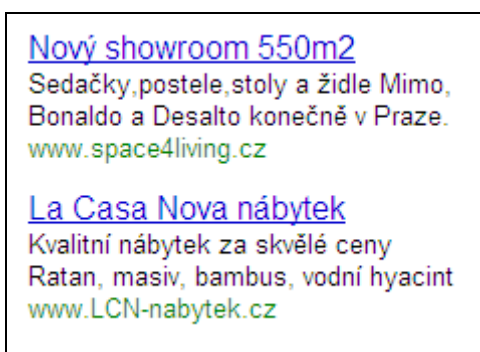 Nový showroom 550m2
Sedačky,postele,stoly a židle Mimo,
Bonaldo a Desalto konečně v Praze.
www.space4living.cz
La Casa Nova nábytek
Kvalitní nábytek za skvělé ceny
Ratan, masiv, bambus, vodní hyacint
www.LCN-nabytek.cz